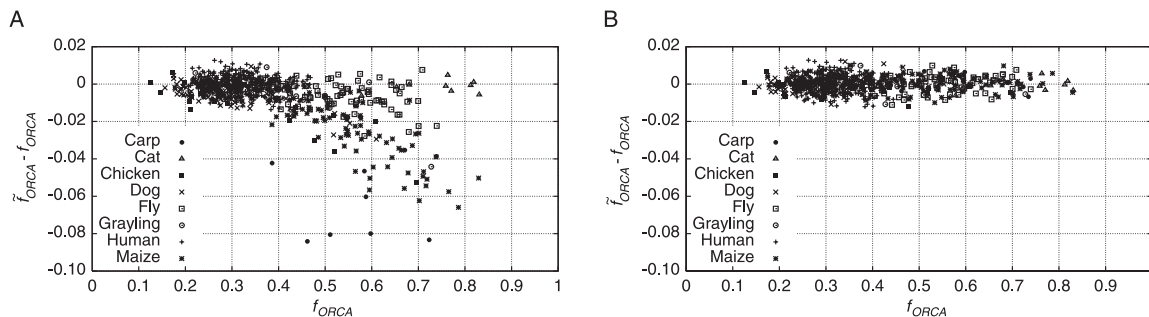 A
0.02
0
-0.02
-0.04
-0.06
-0.08
-0.10
f̃ORCA - fORCA
Carp
Cat
Chicken
Dog
Fly
Grayling
Human
Maize
0 0.1 0.2 0.3 0.4 0.5 0.6 0.7 0.8 0.9 1
fORCA
B
0.02
0
-0.02
-0.04
-0.06
-0.08
-0.10
f̃ORCA - fORCA
Carp
Cat
Chicken
Dog
Fly
Grayling
Human
Maize
0 0.1 0.2 0.3 0.4 0.5 0.6 0.7 0.8 0.9
fORCA